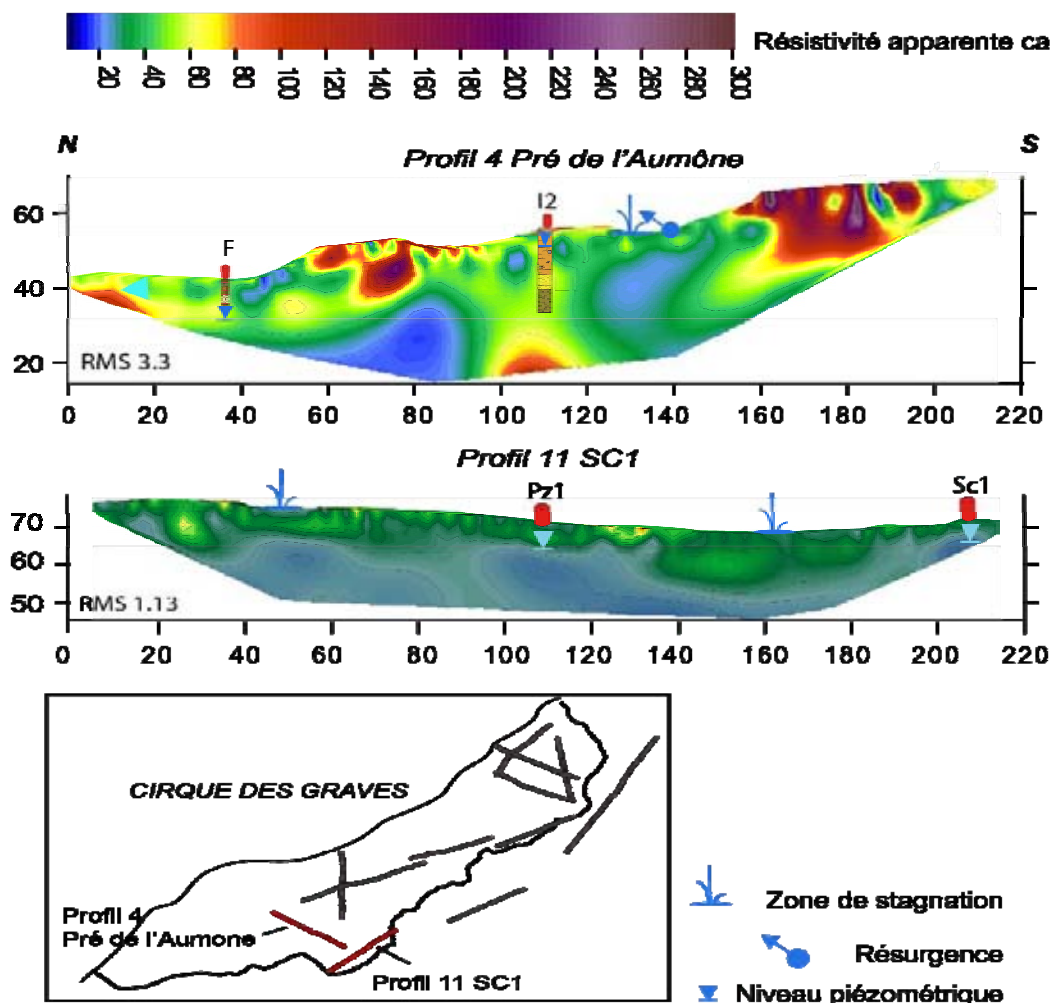 Résistivité apparente ca
20 40 60 80 100 120 140 160 180 200 220 240 260 280 300
N S
Profil 4 Pré de l'Aumône
60
40
20
F
I2
RMS 3.3
0 20 40 60 80 100 120 140 160 180 200 220
Profil 11 SC1
70
60
50
Pz1
Sc1
RMS 1.13
0 20 40 60 80 100 120 140 160 180 200 220
CIRQUE DES GRAVES
Profil 4
Pré de l'Aumone
Profil 11 SC1
Zone de stagnation
Résurgence
Niveau piézométrique